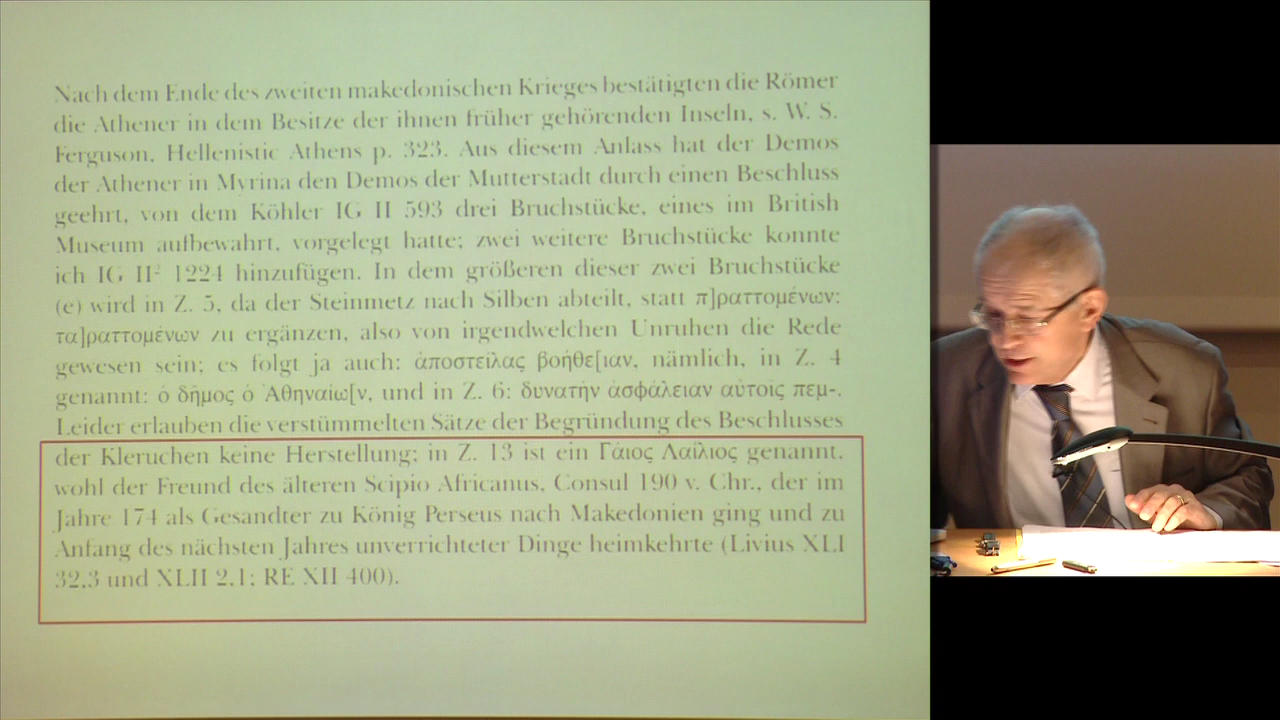 Nach dem Ende des zweiten makedonischen Krieges bestätigten die Römer
die Athener in dem Besitze der ihnen früher gehörenden Inseln, s. W. S.
Ferguson, Hellenistic Athens p. 323. Aus diesem Anlass hat der Demos
der Athener in Myrina den Demos der Mutterstadt durch einen Beschluss
geehrt, von dem Köhler IG II 593 drei Bruchstücke, eines im British
Museum aufbewahrt, vorgelegt hatte; zwei weitere Bruchstücke konnte
ich IG II² 1224 hinzufügen. In dem größeren dieser zwei Bruchstücke
(e) wird in Z. 5, da der Steinmetz nach Silben abteilt, statt π]ραττομένων:
τα]ραττομένων zu ergänzen, also von irgendwelchen Unruhen die Rede
gewesen sein; es folgt ja auch: ἀποστείλας βοήθε[ιαν, nämlich, in Z. 4
genannt: ὁ δῆμος ὁ Ἀθηναίω[ν, und in Z. 6: δυνατὴν ἀσφάλειαν αὐτοῖς πεμ-.
Leider erlauben die verstümmelten Sätze der Begründung des Beschlusses
der Kleruchen keine Herstellung; in Z. 13 ist ein Γάιος Λαίλιος genannt,
wohl der Freund des älteren Scipio Africanus, Consul 190 v. Chr., der im
Jahre 174 als Gesandter zu König Perseus nach Makedonien ging und zu
Anfang des nächsten Jahres unverrichteter Dinge heimkehrte (Livius XLI
32,3 und XLII 2,1; RE XII 400).